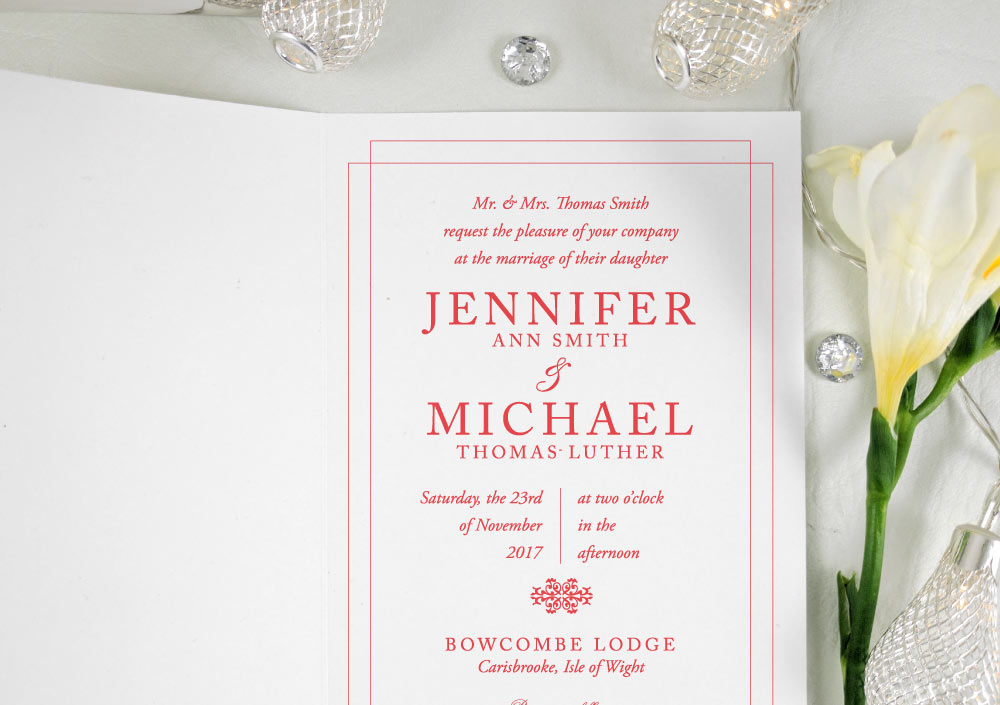 Mr. & Mrs. Thomas Smith
request the pleasure of your company
at the marriage of their daughter
JENNIFER
ANN SMITH
&
MICHAEL
THOMAS LUTHER
Saturday, the 23rd
of November
2017
at two o'clock
in the
afternoon
BOWCOMBE LODGE
Carisbrooke, Isle of Wight